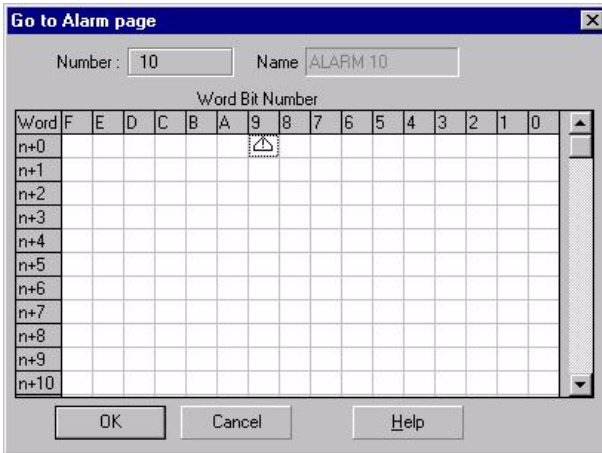 Go to Alarm page
Number : 10 Name ALARM 10
Word Bit Number
Word F E D C B A 9 8 7 6 5 4 3 2 1 0
n+0
n+1
n+2
n+3
n+4
n+5
n+6
n+7
n+8
n+9
n+10
OK Cancel Help